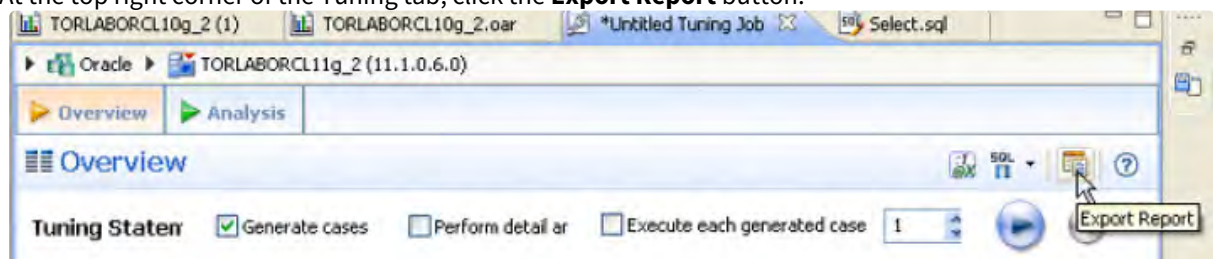 At the top right corner of the Tuning tab, click the Export Report button.
TORLABORCL10g_2 (1) TORLABORCL10g_2.oar *Untitled Tuning Job Select.sql
Oracle TORLABORCL11g_2 (11.1.0.6.0)
Overview Analysis
Overview SQL
Tuning Statem Generate cases Perform detail ar Execute each generated case 1
Export Report